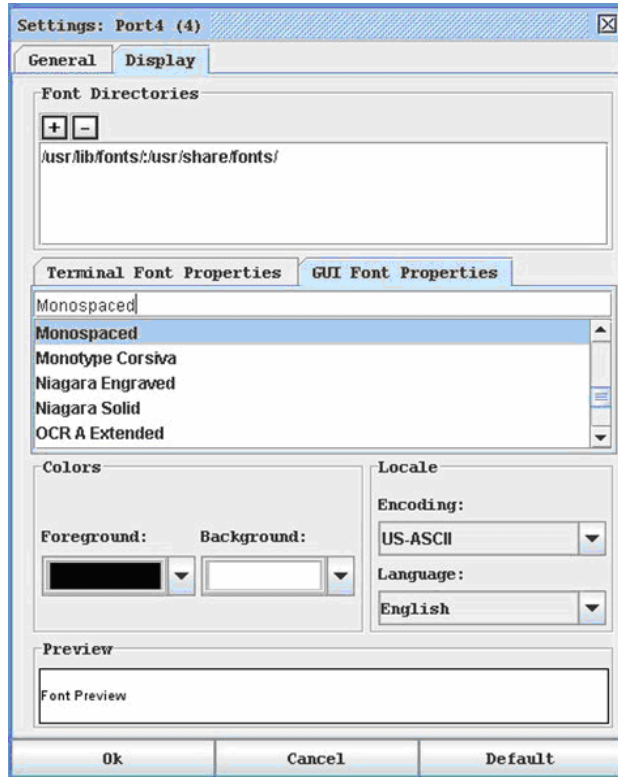 Settings: Port4 (4)
General Display
Font Directories
+ -
/usr/lib/fonts/:/usr/share/fonts/
Terminal Font Properties GUI Font Properties
Monospaced
Monospaced
Monotype Corsiva
Niagara Engraved
Niagara Solid
OCR A Extended
Colors
Foreground: Background:
Locale
Encoding:
US-ASCII
Language:
English
Preview
Font Preview
Ok Cancel Default